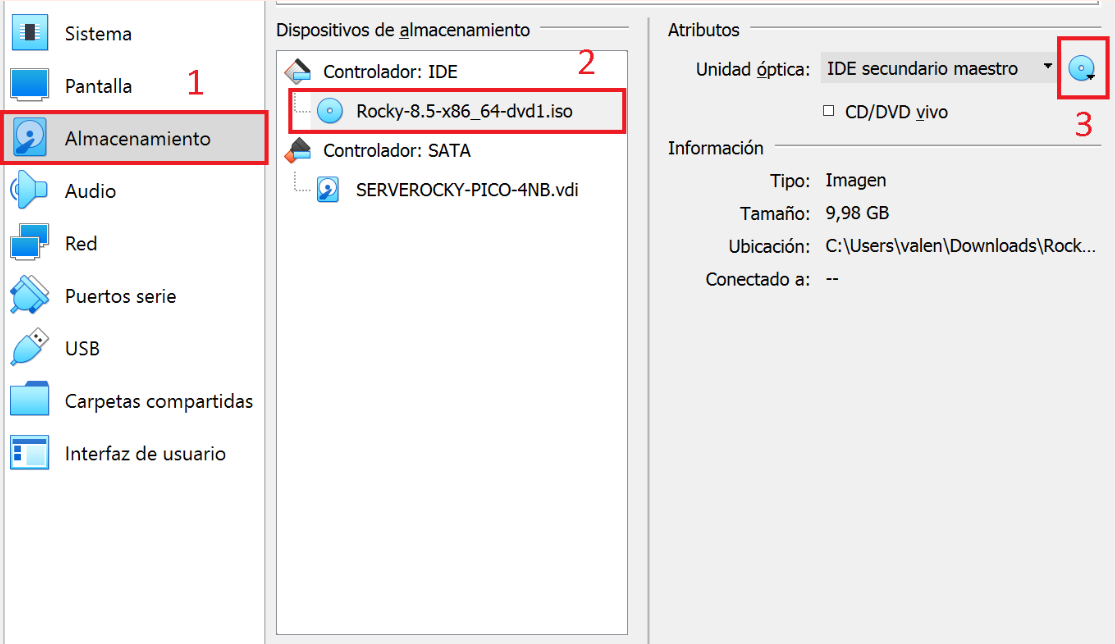 Sistema
Pantalla
1
Almacenamiento
Audio
Red
Puertos serie
USB
Carpetas compartidas
Interfaz de usuario
Dispositivos de almacenamiento
2
Controlador: IDE
Rocky-8.5-x86_64-dvd1.iso
Controlador: SATA
SERVEROCKY-PICO-4NB.vdi
Atributos
Unidad óptica: IDE secundario maestro
3
CD/DVD vivo
Información
Tipo: Imagen
Tamaño: 9,98 GB
Ubicación: C:\Users\valen\Downloads\Rock...
Conectado a: --